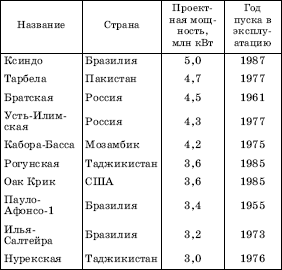 Название Страна Проект-ная мощ-ность, млн кВт Год пуска в эксплу-атацию
Ксиндо Бразилия 5,0 1987
Тарбела Пакистан 4,7 1977
Братская Россия 4,5 1961
Усть-Илим-
ская Россия 4,3 1977
Кабора-Басса Мозамбик 4,2 1975
Рогунская Таджикистан 3,6 1985
Оак Крик США 3,6 1985
Пауло-
Афонсо-1 Бразилия 3,4 1955
Илья-
Салтейра Бразилия 3,2 1973
Нурекская Таджикистан 3,0 1976